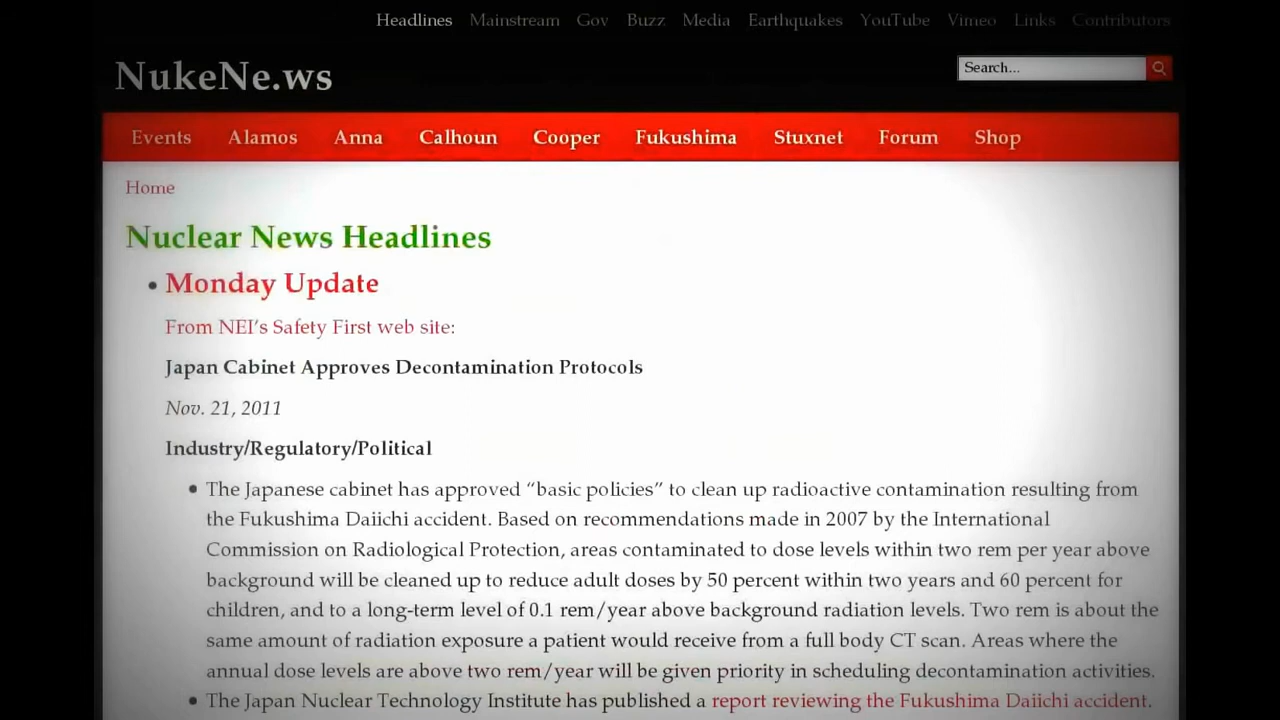 Headlines Mainstream Gov Buzz Media Earthquakes YouTube Vimeo Links Contributors
NukeNe.ws
Search...
Events Alamos Anna Calhoun Cooper Fukushima Stuxnet Forum Shop
Home
Nuclear News Headlines
• Monday Update
From NEI's Safety First web site:
Japan Cabinet Approves Decontamination Protocols
Nov. 21, 2011
Industry/Regulatory/Political
• The Japanese cabinet has approved “basic policies” to clean up radioactive contamination resulting from
the Fukushima Daiichi accident. Based on recommendations made in 2007 by the International
Commission on Radiological Protection, areas contaminated to dose levels within two rem per year above
background will be cleaned up to reduce adult doses by 50 percent within two years and 60 percent for
children, and to a long-term level of 0.1 rem/year above background radiation levels. Two rem is about the
same amount of radiation exposure a patient would receive from a full body CT scan. Areas where the
annual dose levels are above two rem/year will be given priority in scheduling decontamination activities.
• The Japan Nuclear Technology Institute has published a report reviewing the Fukushima Daiichi accident.